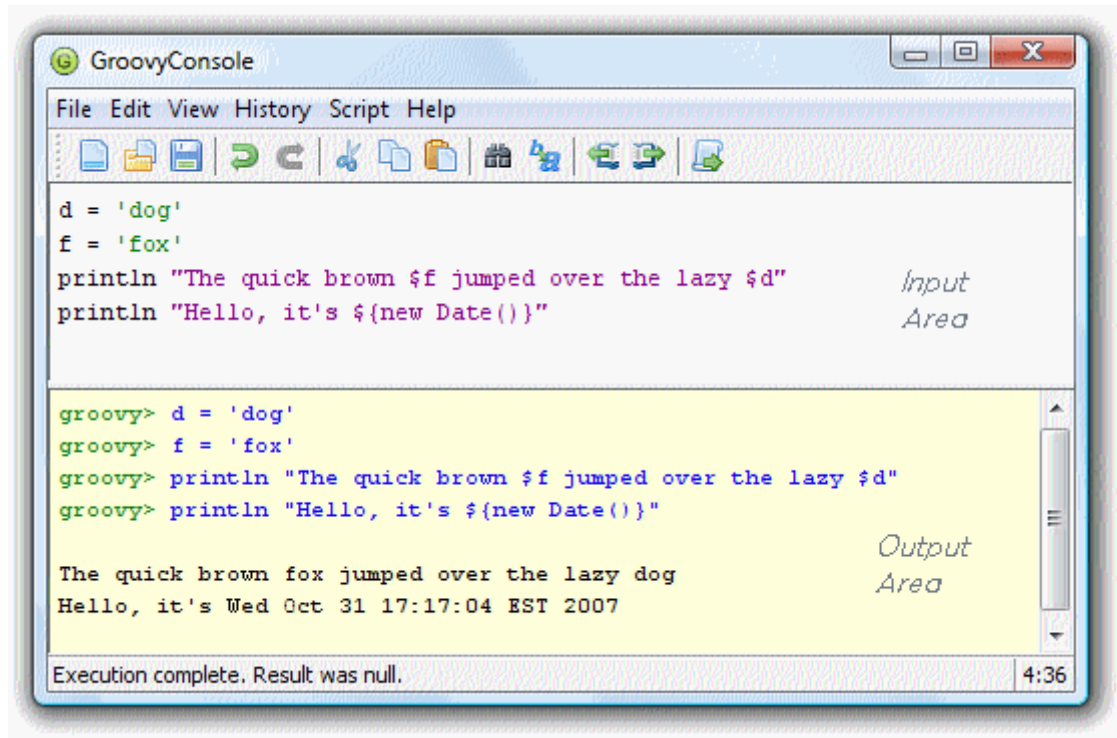 GroovyConsole
File Edit View History Script Help
d = 'dog'
f = 'fox'
println "The quick brown $f jumped over the lazy $d"
println "Hello, it's ${new Date()}"
Input
Area
groovy> d = 'dog'
groovy> f = 'fox'
groovy> println "The quick brown $f jumped over the lazy $d"
groovy> println "Hello, it's ${new Date()}"
The quick brown fox jumped over the lazy dog
Hello, it's Wed Oct 31 17:17:04 EST 2007
Output
Area
Execution complete. Result was null. 4:36